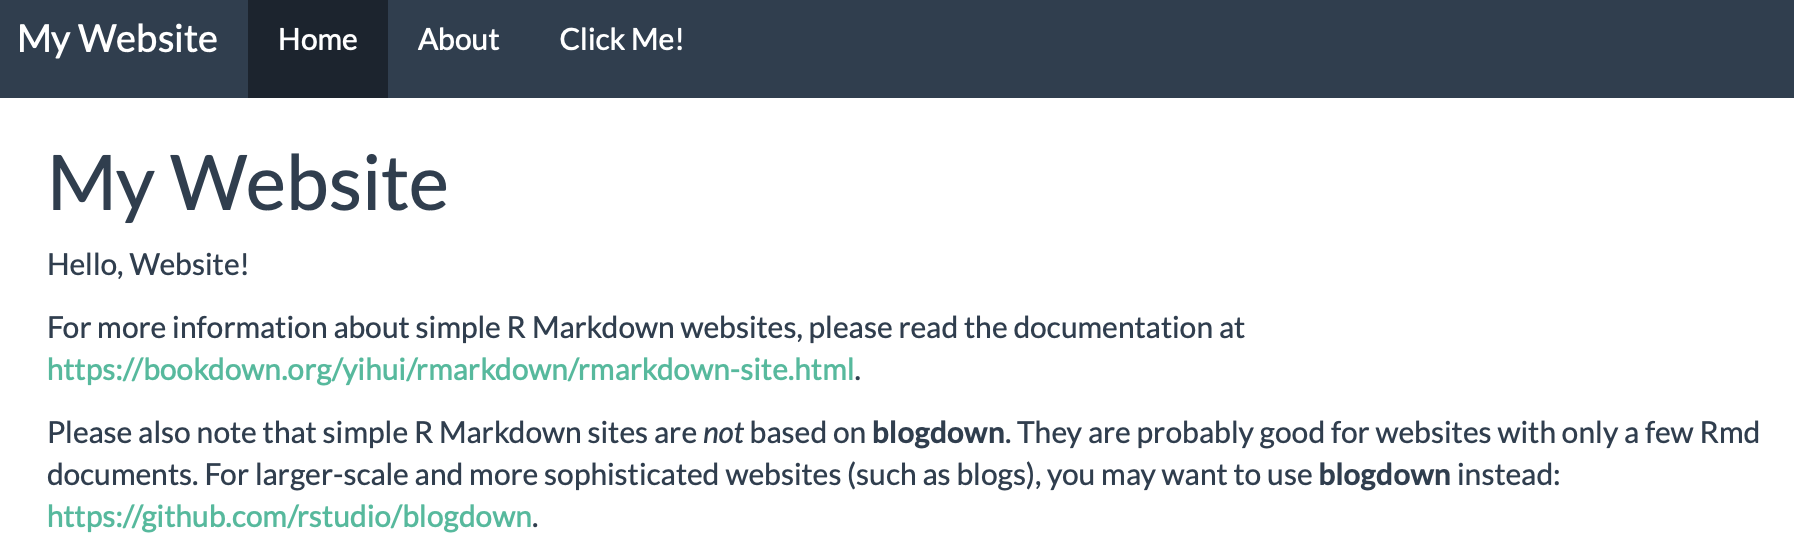 My Website Home About Click Me!
My Website
Hello, Website!
For more information about simple R Markdown websites, please read the documentation at
https://bookdown.org/yihui/rmarkdown/rmarkdown-site.html.
Please also note that simple R Markdown sites are not based on blogdown. They are probably good for websites with only a few Rmd
documents. For larger-scale and more sophisticated websites (such as blogs), you may want to use blogdown instead:
https://github.com/rstudio/blogdown.